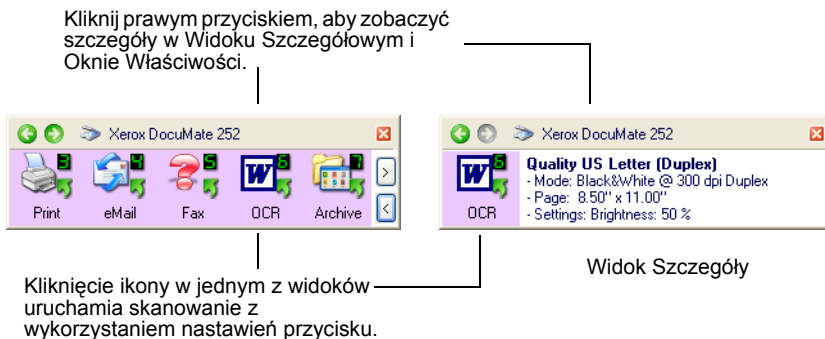 Kliknij prawym przyciskiem, aby zobaczyć
szczegóły w Widoku Szczegółowym i
Oknie Właściwości.
Xerox DocuMate 252
3 4 5 6 7
Print eMail Fax OCR Archive
Xerox DocuMate 252
6
Quality US Letter (Duplex)
- Mode: Black&White @ 300 dpi Duplex
- Page: 8.50" x 11.00"
- Settings: Brightness: 50 %
OCR
Widok Szczegóły
Kliknięcie ikony w jednym z widoków
uruchamia skanowanie z
wykorzystaniem nastawień przycisku.